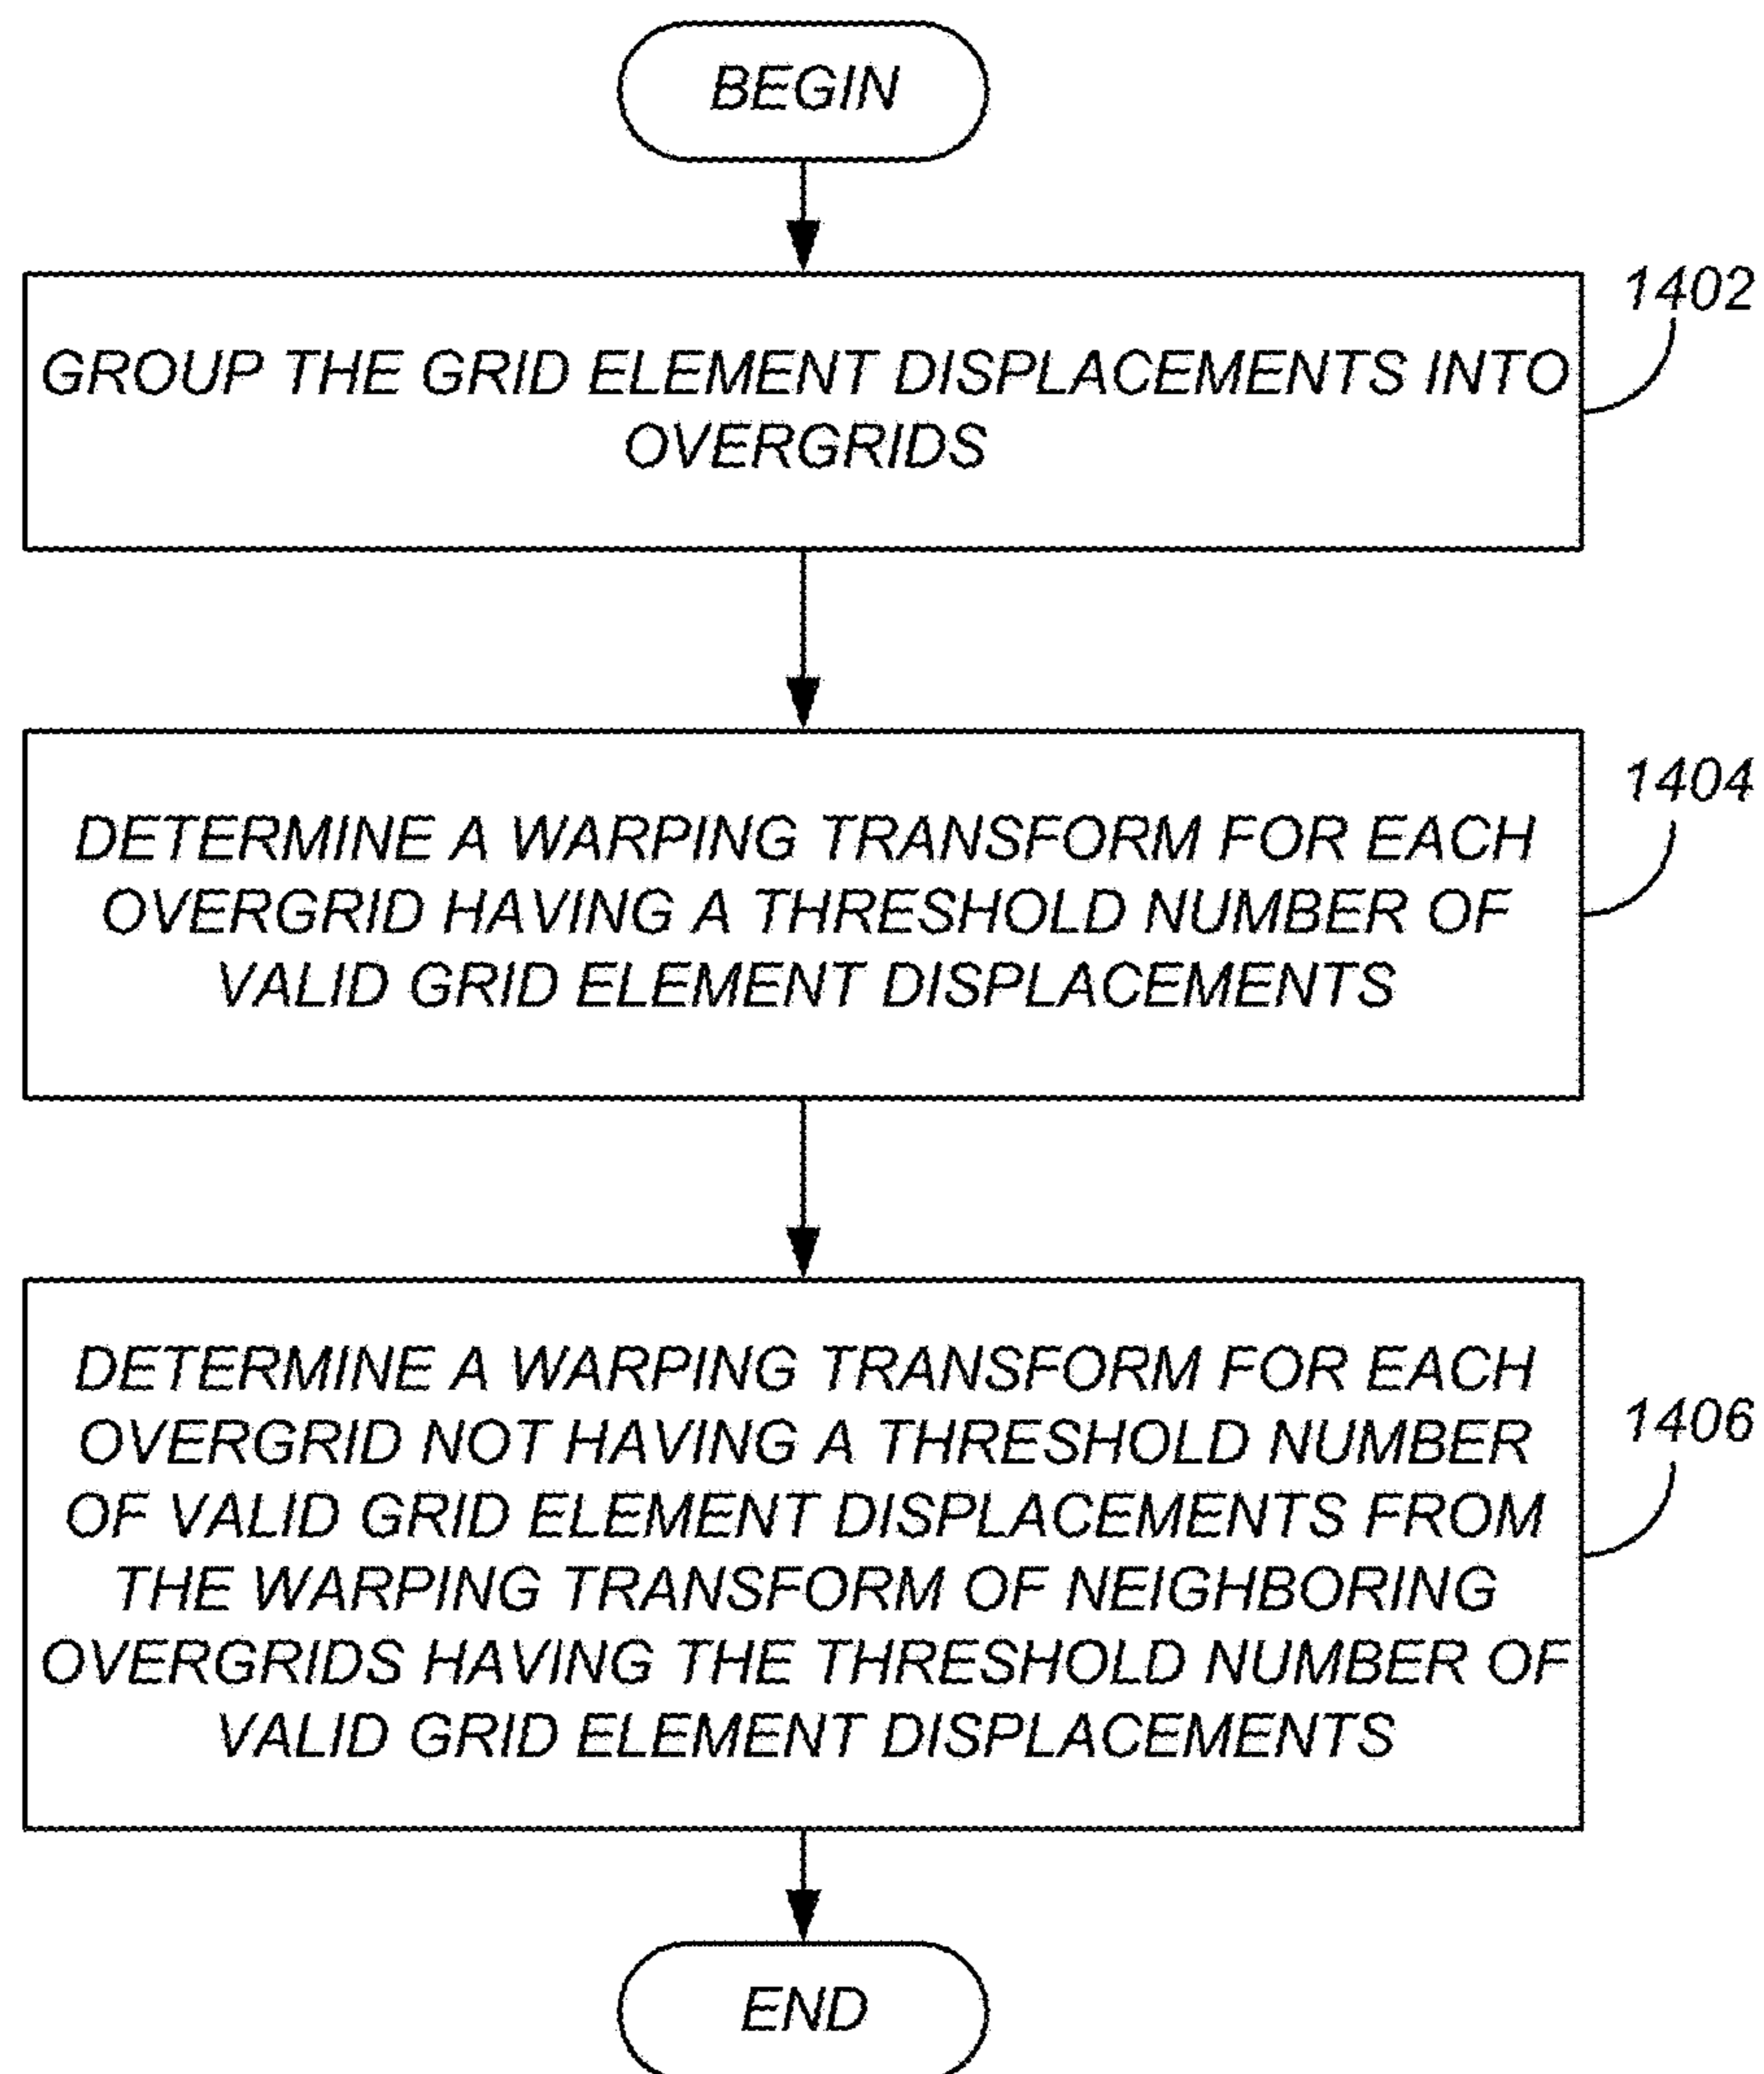 BEGIN
1402
GROUP THE GRID ELEMENT DISPLACEMENTS INTO
OVERGRIDS
1404
DETERMINE A WARPING TRANSFORM FOR EACH
OVERGRID HAVING A THRESHOLD NUMBER OF
VALID GRID ELEMENT DISPLACEMENTS
DETERMINE A WARPING TRANSFORM FOR EACH
OVERGRID NOT HAVING A THRESHOLD NUMBER
1406
OF VALID GRID ELEMENT DISPLACEMENTS FROM
THE WARPING TRANSFORM OF NEIGHBORING
OVERGRIDS HAVING THE THRESHOLD NUMBER OF
VALID GRID ELEMENT DISPLACEMENTS
END